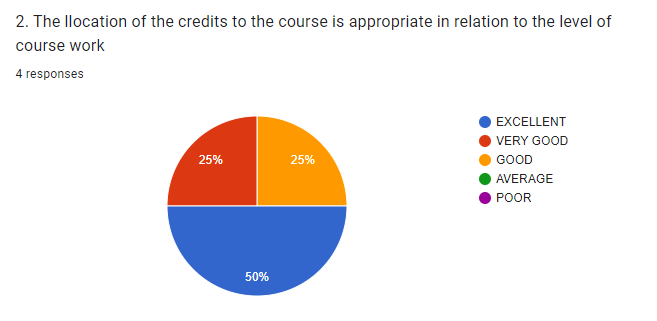 2. The llocation of the credits to the course is appropriate in relation to the level of
course work
4 responses
25%
25%
50%
EXCELLENT
VERY GOOD
GOOD
AVERAGE
POOR